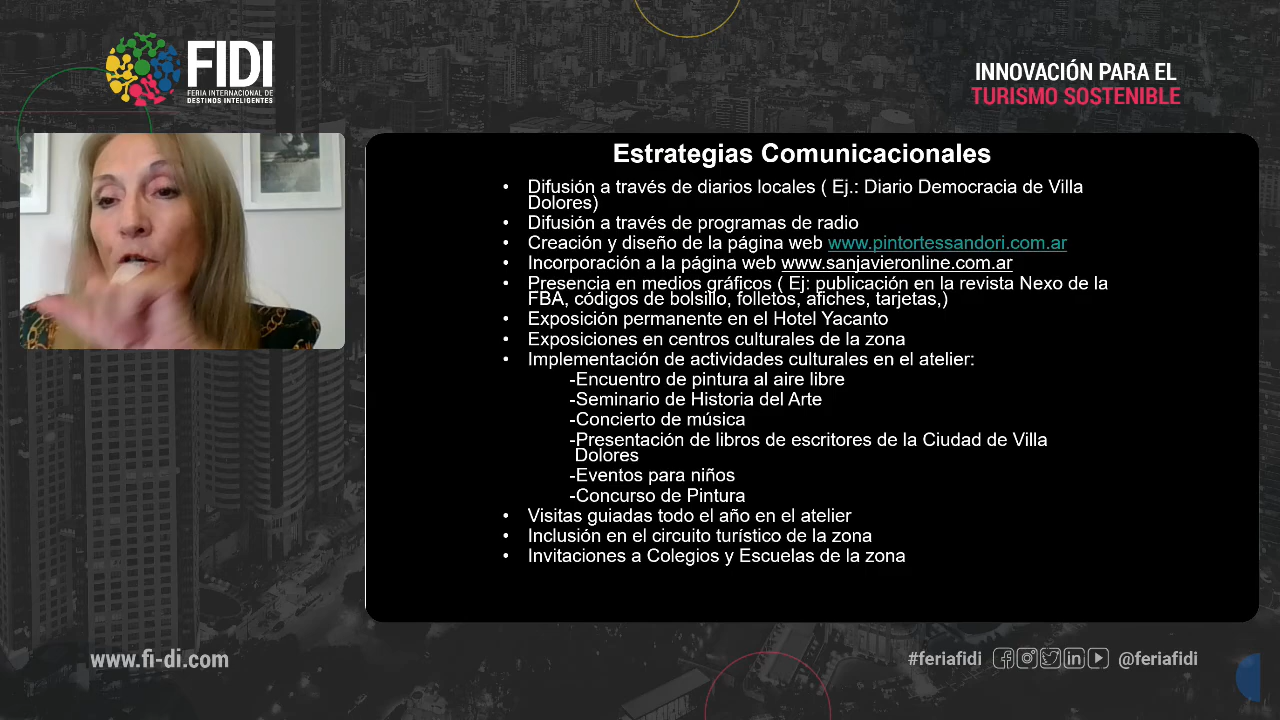 FIDI
FERIA INTERNACIONAL DE
DESTINOS INTELIGENTES
INNOVACIÓN PARA EL
TURISMO SOSTENIBLE
Estrategias Comunicacionales
• Difusión a través de diarios locales ( Ej.: Diario Democracia de Villa
Dolores)
• Difusión a través de programas de radio
• Creación y diseño de la página web www.pintortessandori.com.ar
• Incorporación a la página web www.sanjavieronline.com.ar
• Presencia en medios gráficos ( Ej: publicación en la revista Nexo de la
FBA, códigos de bolsillo, folletos, afiches, tarjetas,)
• Exposición permanente en el Hotel Yacanto
• Exposiciones en centros culturales de la zona
• Implementación de actividades culturales en el atelier:
-Encuentro de pintura al aire libre
-Seminario de Historia del Arte
-Concierto de música
-Presentación de libros de escritores de la Ciudad de Villa
Dolores
-Eventos para niños
-Concurso de Pintura
• Visitas guiadas todo el año en el atelier
• Inclusión en el circuito turístico de la zona
• Invitaciones a Colegios y Escuelas de la zona
www.fi-di.com
#feriafidi @feriafidi